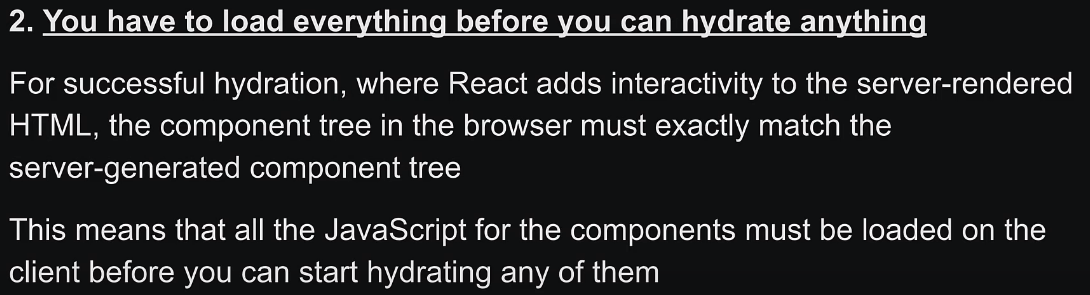 2. You have to load everything before you can hydrate anything
For successful hydration, where React adds interactivity to the server-rendered
HTML, the component tree in the browser must exactly match the
server-generated component tree
This means that all the JavaScript for the components must be loaded on the
client before you can start hydrating any of them